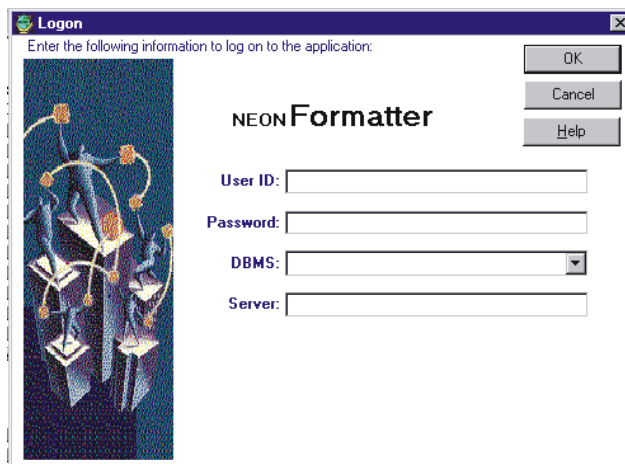 Logon
Enter the following information to log on to the application:
OK
Cancel
Help
NEON Formatter
User ID:
Password:
DBMS:
Server: